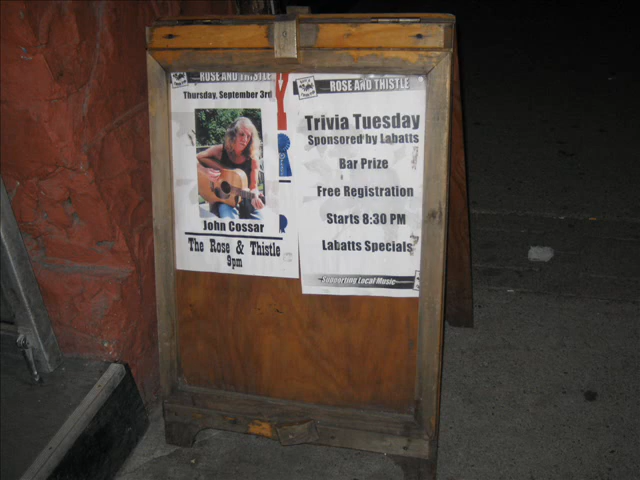 ROSE AND THISTLE
Thursday, September 3rd
John Cossar
The Rose & Thistle
9pm
ROSE AND THISTLE
Trivia Tuesday
Sponsored by Labatts
Bar Prize
Free Registration
Starts 8:30 PM
Labatts Specials
Supporting Local Music